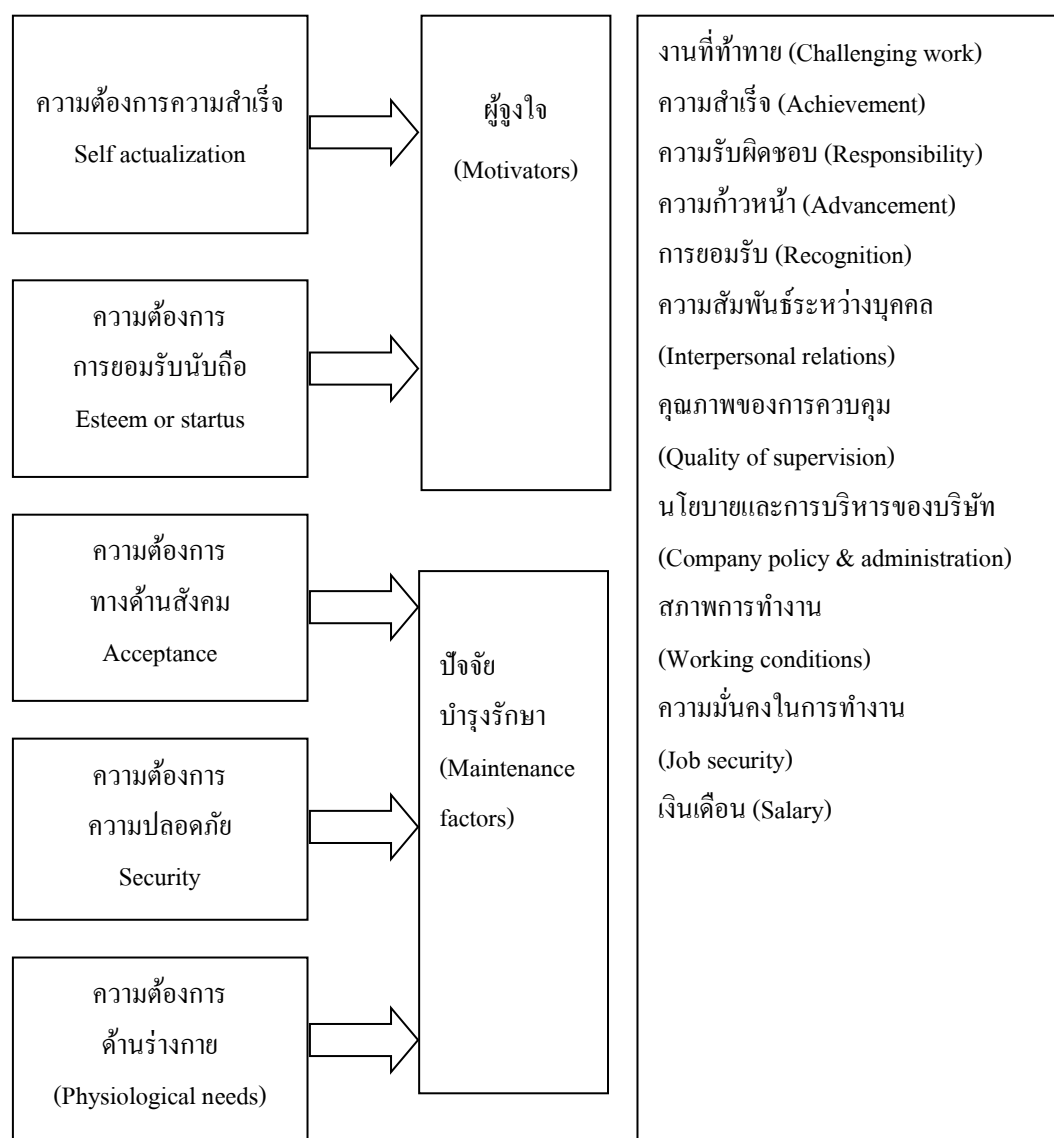 ความต้องการความสำเร็จ
Self actualization
ผู้จูงใจ
(Motivators)
ความต้องการ
การยอมรับนับถือ
Esteem or startus
ความต้องการ
ทางด้านสังคม
Acceptance
ปัจจัย
บำรุงรักษา
(Maintenance
factors)
ความต้องการ
ความปลอดภัย
Security
ความต้องการ
ด้านร่างกาย
(Physiological needs)
งานที่ท้าทาย (Challenging work)
ความสำเร็จ (Achievement)
ความรับผิดชอบ (Responsibility)
ความก้าวหน้า (Advancement)
การยอมรับ (Recognition)
ความสัมพันธ์ระหว่างบุคคล
(Interpersonal relations)
คุณภาพของการควบคุม
(Quality of supervision)
นโยบายและการบริหารของบริษัท
(Company policy & administration)
สภาพการทำงาน
(Working conditions)
ความมั่นคงในการทำงาน
(Job security)
เงินเดือน (Salary)